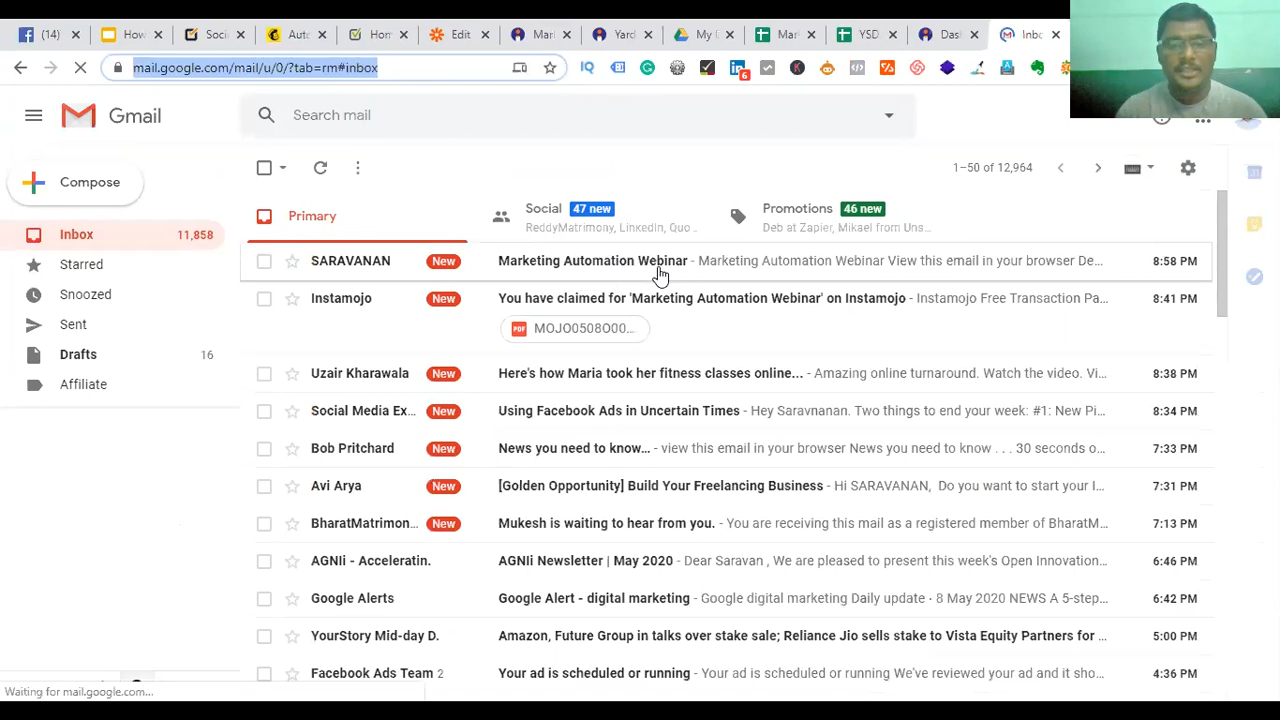 (14) How Soci Aut Hom Edit Marl Yard My I Mar YSD Dash Inbo
mail.google.com/mail/u/0/?tab=rm#inbox
6
Gmail
Search mail
Compose
1–50 of 12,964
Inbox 11,858
Starred
Snoozed
Sent
Drafts 16
Affiliate
Primary
Social 47 new
ReddyMatrimony, LinkedIn, Quo ..
Promotions 46 new
Deb at Zapier, Mikael from Uns...
SARAVANAN New Marketing Automation Webinar - Marketing Automation Webinar View this email in your browser De... 8:58 PM
Instamojo New You have claimed for 'Marketing Automation Webinar' on Instamojo - Instamojo Free Transaction Pa... 8:41 PM
PDF MOJO0508O00...
Uzair Kharawala New Here's how Maria took her fitness classes online... - Amazing online turnaround. Watch the video. Vi... 8:38 PM
Social Media Ex... New Using Facebook Ads in Uncertain Times - Hey Saravnanan. Two things to end your week: #1: New Pi... 8:34 PM
Bob Pritchard New News you need to know... - view this email in your browser News you need to know . . . 30 seconds o... 7:33 PM
Avi Arya New [Golden Opportunity] Build Your Freelancing Business - Hi SARAVANAN, Do you want to start your I... 7:31 PM
BharatMatrimon... New Mukesh is waiting to hear from you. - You are receiving this mail as a registered member of BharatM... 7:13 PM
AGNIi - Acceleratin. AGNIi Newsletter | May 2020 - Dear Saravan , We are pleased to present this week's Open Innovation... 6:46 PM
Google Alerts Google Alert - digital marketing - Google digital marketing Daily update ⋅ 8 May 2020 NEWS A 5-step... 6:42 PM
YourStory Mid-day D. Amazon, Future Group in talks over stake sale; Reliance Jio sells stake to Vista Equity Partners for ... 5:00 PM
Facebook Ads Team 2 Your ad is scheduled or running - Your ad is scheduled or running We've reviewed your ad and it sho... 4:36 PM
Waiting for mail.google.com...